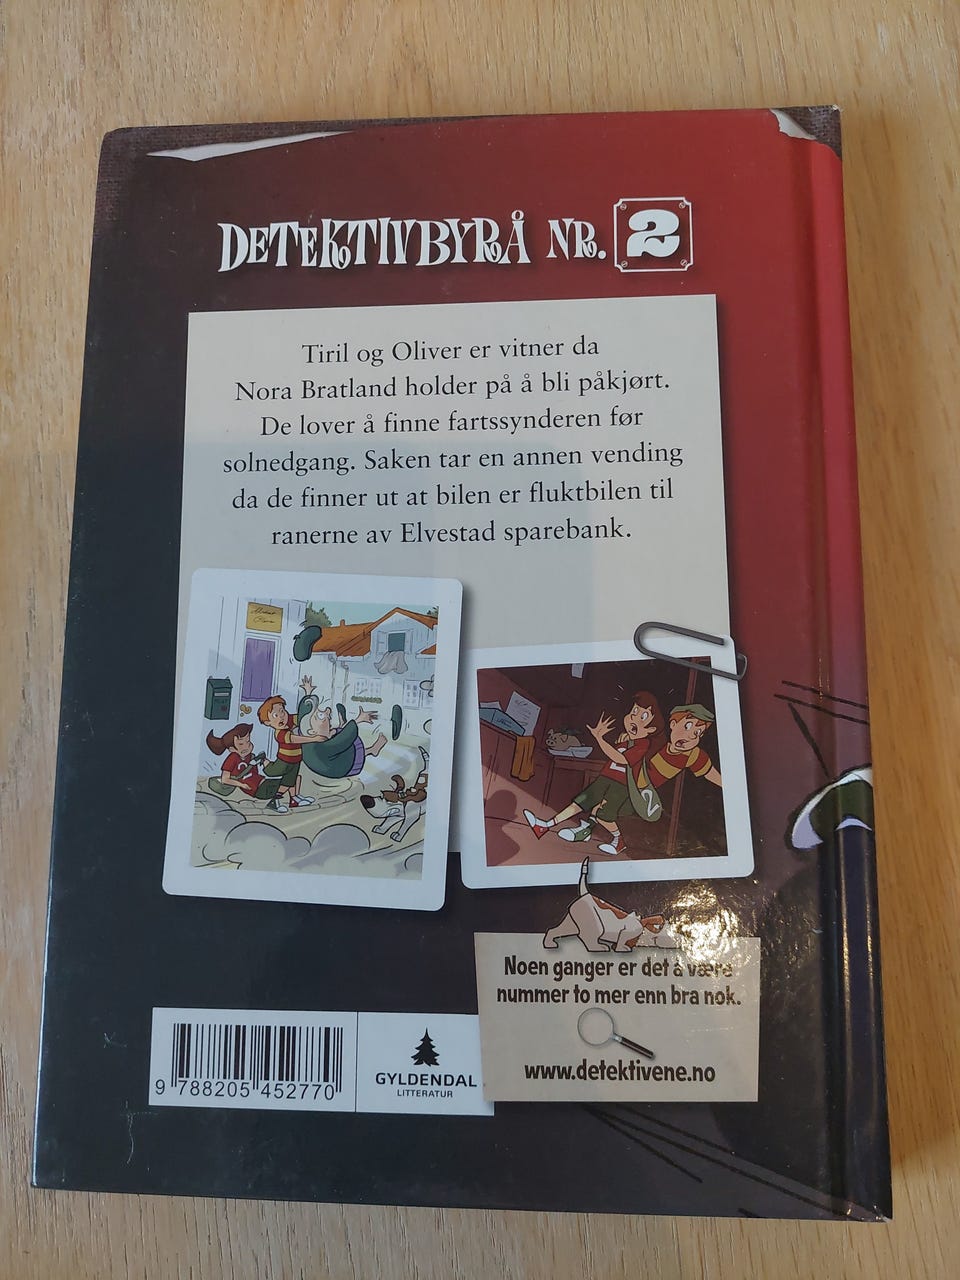 DETEKTIVBYRÅ NR. 2
Tiril og Oliver er vitner da
Nora Bratland holder på å bli påkjørt.
De lover å finne fartssynderen før
solnedgang. Saken tar en annen vending
da de finner ut at bilen er fluktbilen til
ranerne av Elvestad sparebank.
2
Noen ganger er det å være
nummer to mer enn bra nok.
www.detektivene.no
9 788205 452770
GYLDENDAL
LITTERATUR